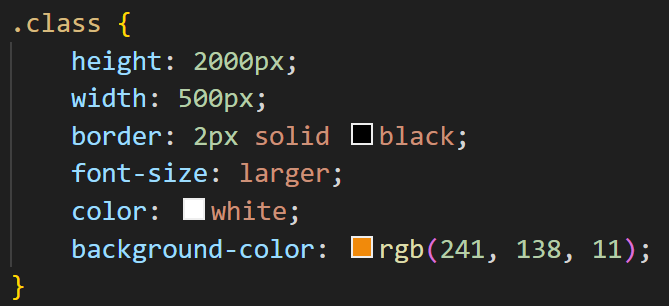 .class {
    height: 2000px;
    width: 500px;
    border: 2px solid black;
    font-size: larger;
    color: white;
    background-color: rgb(241, 138, 11);
}